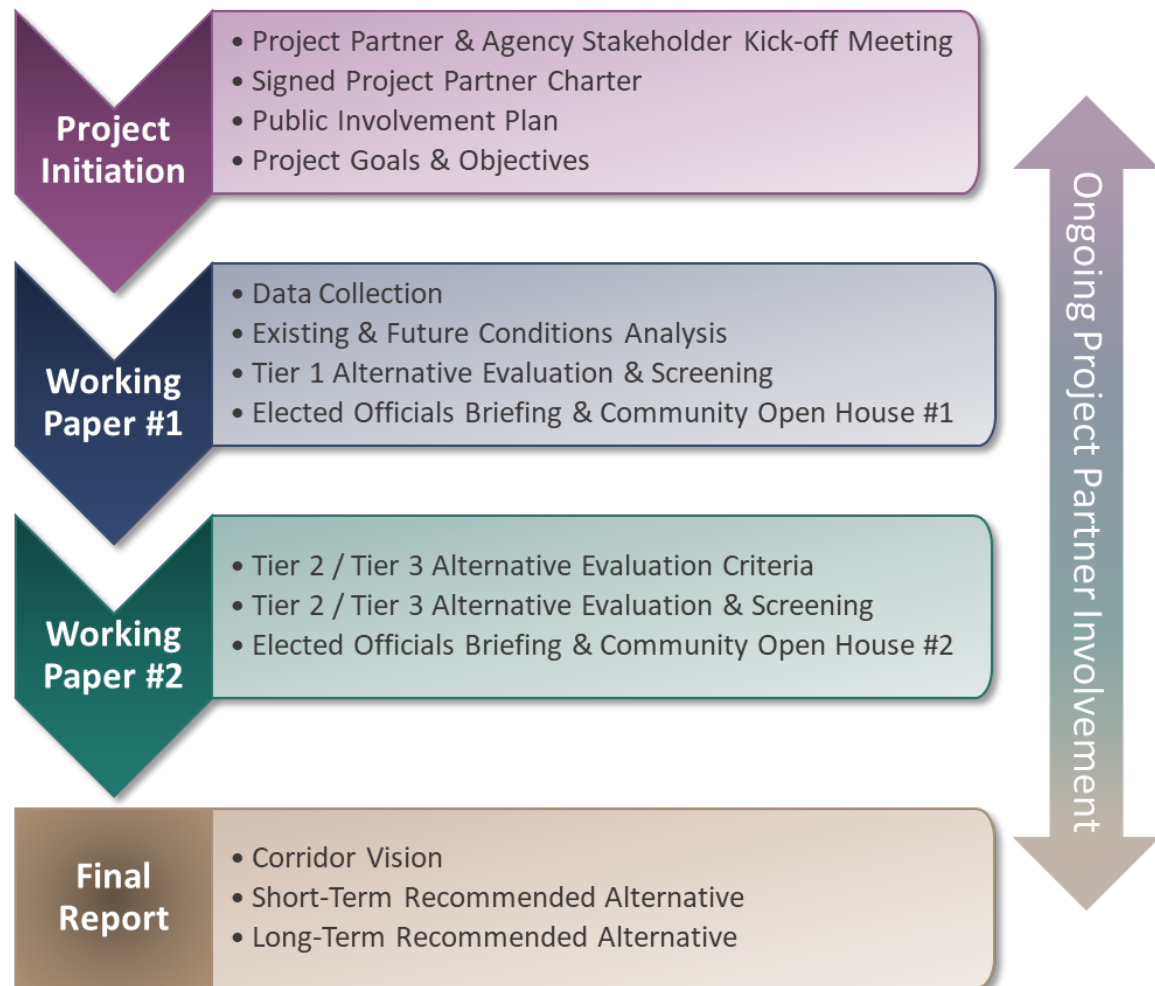 Project
Initiation
• Project Partner & Agency Stakeholder Kick-off Meeting
• Signed Project Partner Charter
• Public Involvement Plan
• Project Goals & Objectives
Working
Paper #1
• Data Collection
• Existing & Future Conditions Analysis
• Tier 1 Alternative Evaluation & Screening
• Elected Officials Briefing & Community Open House #1
Working
Paper #2
• Tier 2 / Tier 3 Alternative Evaluation Criteria
• Tier 2 / Tier 3 Alternative Evaluation & Screening
• Elected Officials Briefing & Community Open House #2
Final
Report
• Corridor Vision
• Short-Term Recommended Alternative
• Long-Term Recommended Alternative
Ongoing Project Partner Involvement